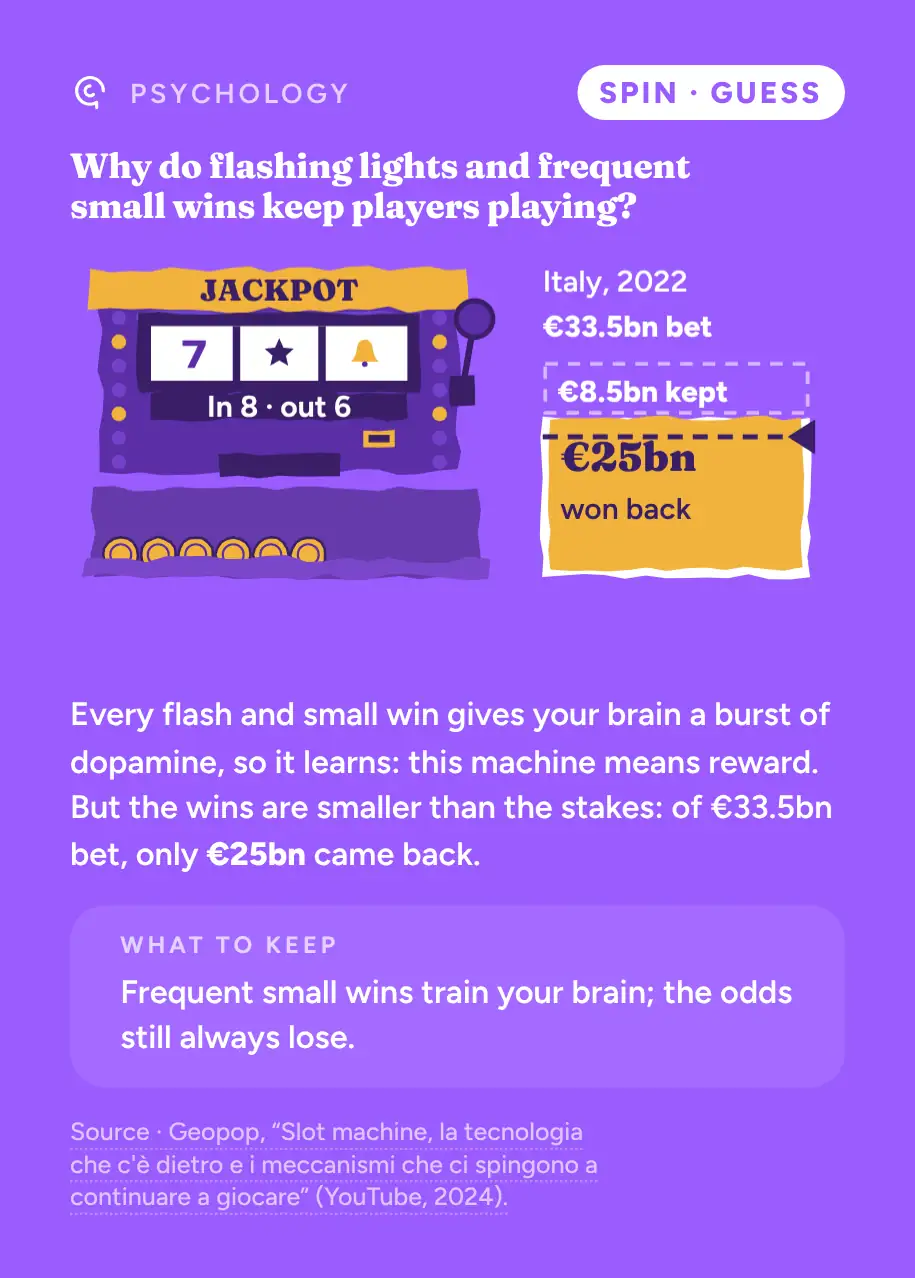 PSYCHOLOGY
SPIN · GUESS
Why do flashing lights and frequent
small wins keep players playing?
JACKPOT
7
In 8 · out 6
Italy, 2022
€33.5bn bet
€8.5bn kept
€25bn
won back
Every flash and small win gives your brain a burst of
dopamine, so it learns: this machine means reward.
But the wins are smaller than the stakes: of €33.5bn
bet, only €25bn came back.
WHAT TO KEEP
Frequent small wins train your brain; the odds
still always lose.
Source · Geopop, “Slot machine, la tecnologia
che c'è dietro e i meccanismi che ci spingono a
continuare a giocare” (YouTube, 2024).